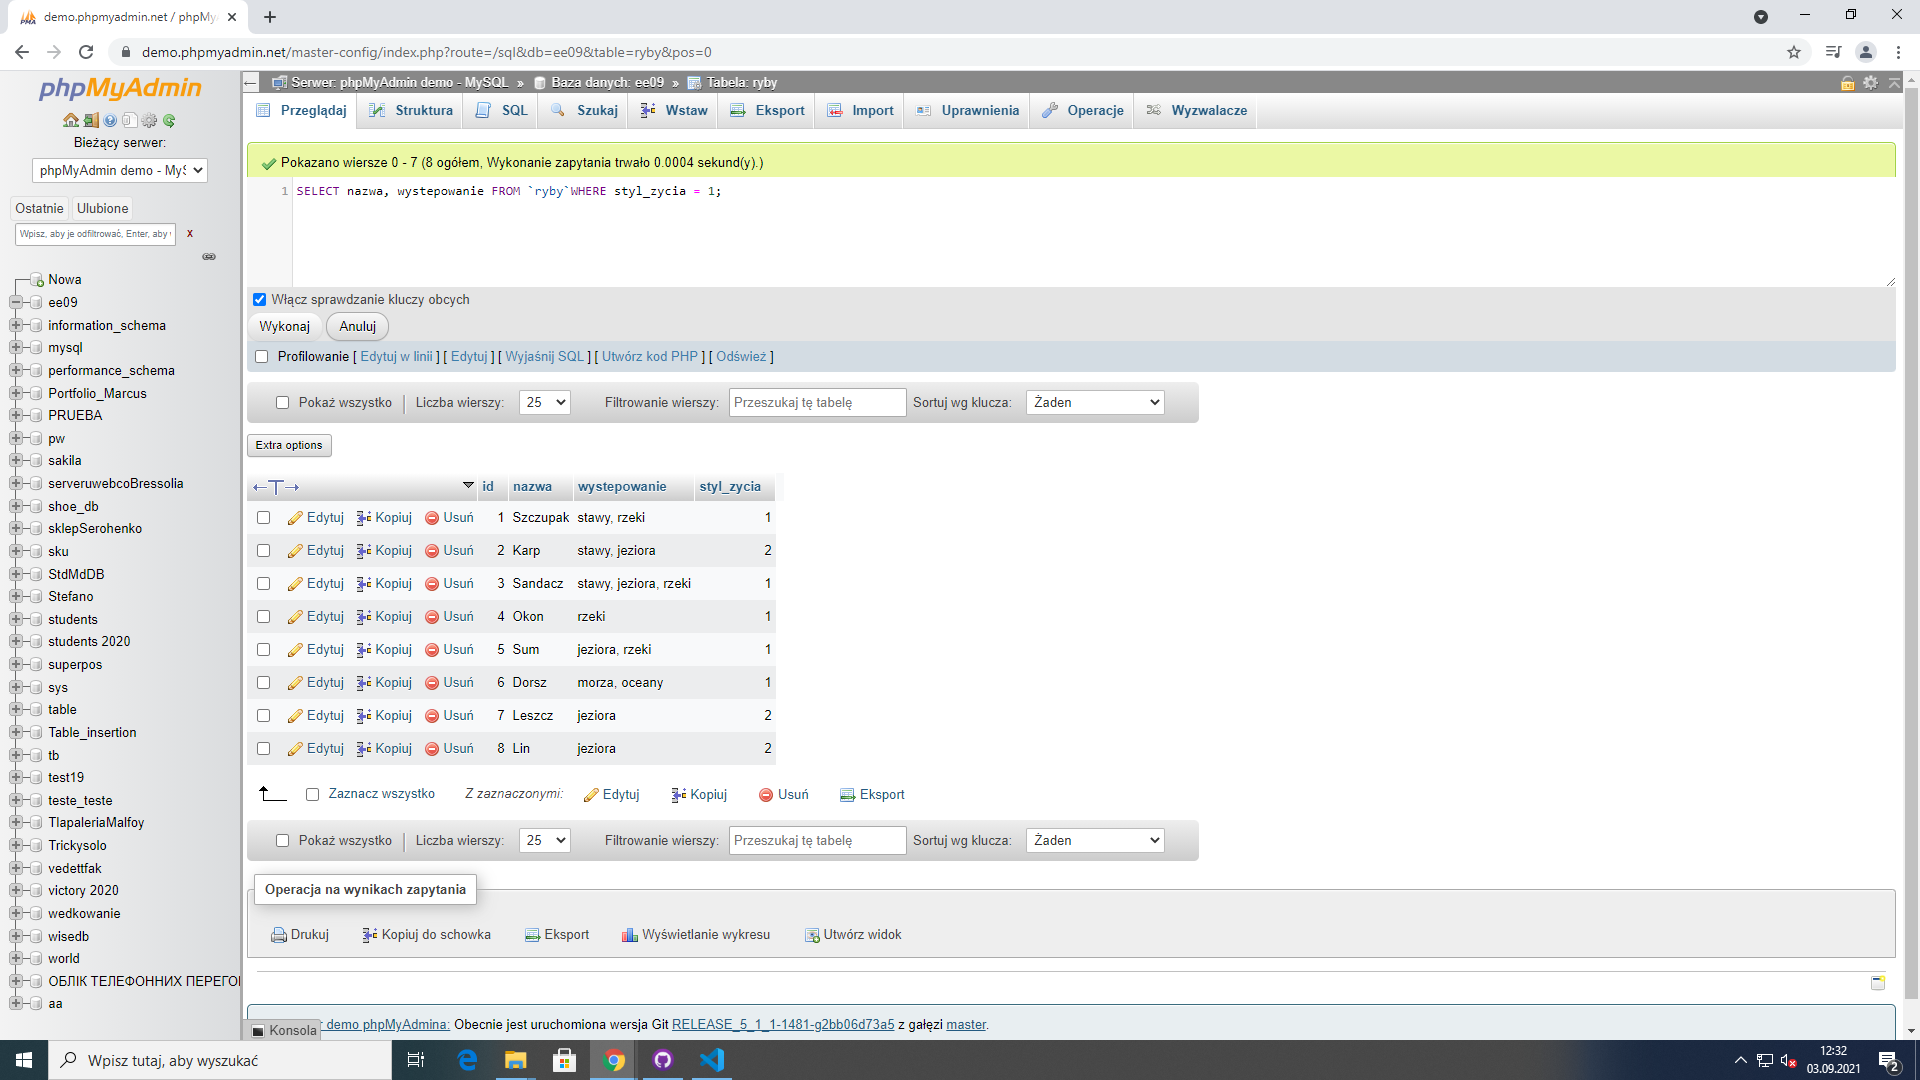 demo.phpmyadmin.net / phpMy
demo.phpmyadmin.net/master-config/index.php?route=/sql&db=ee09&table=ryby&pos=0
phpMyAdmin
Bieżący serwer:
phpMyAdmin demo - MyS
Ostatnie Ulubione
Wpisz, aby je odfiltrować, Enter, aby X
Nowa
ee09
information_schema
mysql
performance_schema
Portfolio_Marcus
PRUEBA
pw
sakila
serveruwebcoBressolia
shoe_db
sklepSerohenko
sku
StdMdDB
Stefano
students
students 2020
superpos
sys
table
Table_insertion
tb
test19
teste_teste
TlapaleriaMalfoy
Trickysolo
vedettfak
victory 2020
wedkowanie
wisedb
world
ОБЛІК ТЕЛЕФОННИХ ПЕРЕГО
aa
Serwer: phpMyAdmin demo - MySQL » Baza danych: ee09 » Tabela: ryby
Przeglądaj Struktura SQL Szukaj Wstaw Eksport Import Uprawnienia Operacje Wyzwalacze
Pokazano wiersze 0 - 7 (8 ogółem, Wykonanie zapytania trwało 0.0004 sekund(y).)
1 SELECT nazwa, wystepowanie FROM `ryby`WHERE styl_zycia = 1;
Włącz sprawdzanie kluczy obcych
Wykonaj Anuluj
Profilowanie [ Edytuj w linii ] [ Edytuj ] [ Wyjaśnij SQL ] [ Utwórz kod PHP ] [ Odśwież ]
Pokaż wszystko | Liczba wierszy: 25 Filtrowanie wierszy: Przeszukaj tę tabelę Sortuj wg klucza: Żaden
Extra options
←T→ id nazwa wystepowanie styl_zycia
Edytuj Kopiuj Usuń 1 Szczupak stawy, rzeki 1
Edytuj Kopiuj Usuń 2 Karp stawy, jeziora 2
Edytuj Kopiuj Usuń 3 Sandacz stawy, jeziora, rzeki 1
Edytuj Kopiuj Usuń 4 Okon rzeki 1
Edytuj Kopiuj Usuń 5 Sum jeziora, rzeki 1
Edytuj Kopiuj Usuń 6 Dorsz morza, oceany 1
Edytuj Kopiuj Usuń 7 Leszcz jeziora 2
Edytuj Kopiuj Usuń 8 Lin jeziora 2
Zaznacz wszystko Z zaznaczonymi: Edytuj Kopiuj Usuń Eksport
Pokaż wszystko | Liczba wierszy: 25 Filtrowanie wierszy: Przeszukaj tę tabelę Sortuj wg klucza: Żaden
Operacja na wynikach zapytania
Drukuj Kopiuj do schowka Eksport Wyświetlanie wykresu Utwórz widok
Konsola
r demo phpMyAdmina: Obecnie jest uruchomiona wersja Git RELEASE_5_1_1-1481-g2bb06d73a5 z gałęzi master.
Wpisz tutaj, aby wyszukać
12:32
03.09.2021
2